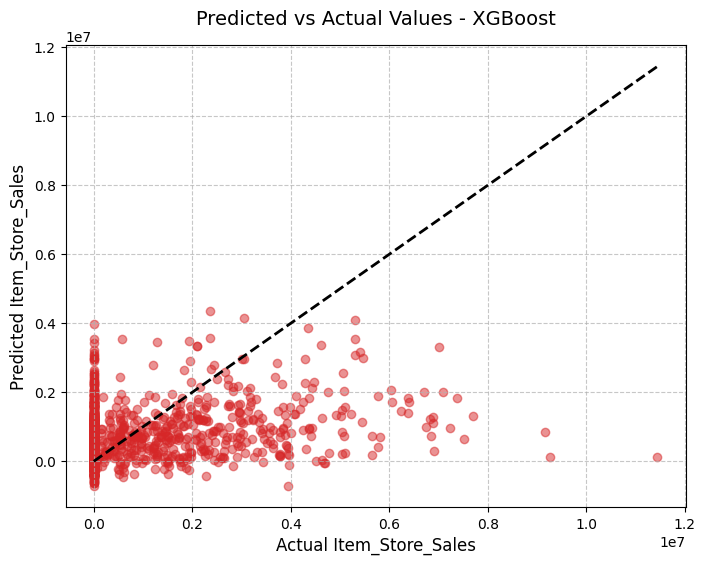 Predicted vs Actual Values - XGBoost
1e7
1.2
1.0
0.8
0.6
0.4
0.2
0.0
Predicted Item_Store_Sales
0.0 0.2 0.4 0.6 0.8 1.0 1.2
1e7
Actual Item_Store_Sales